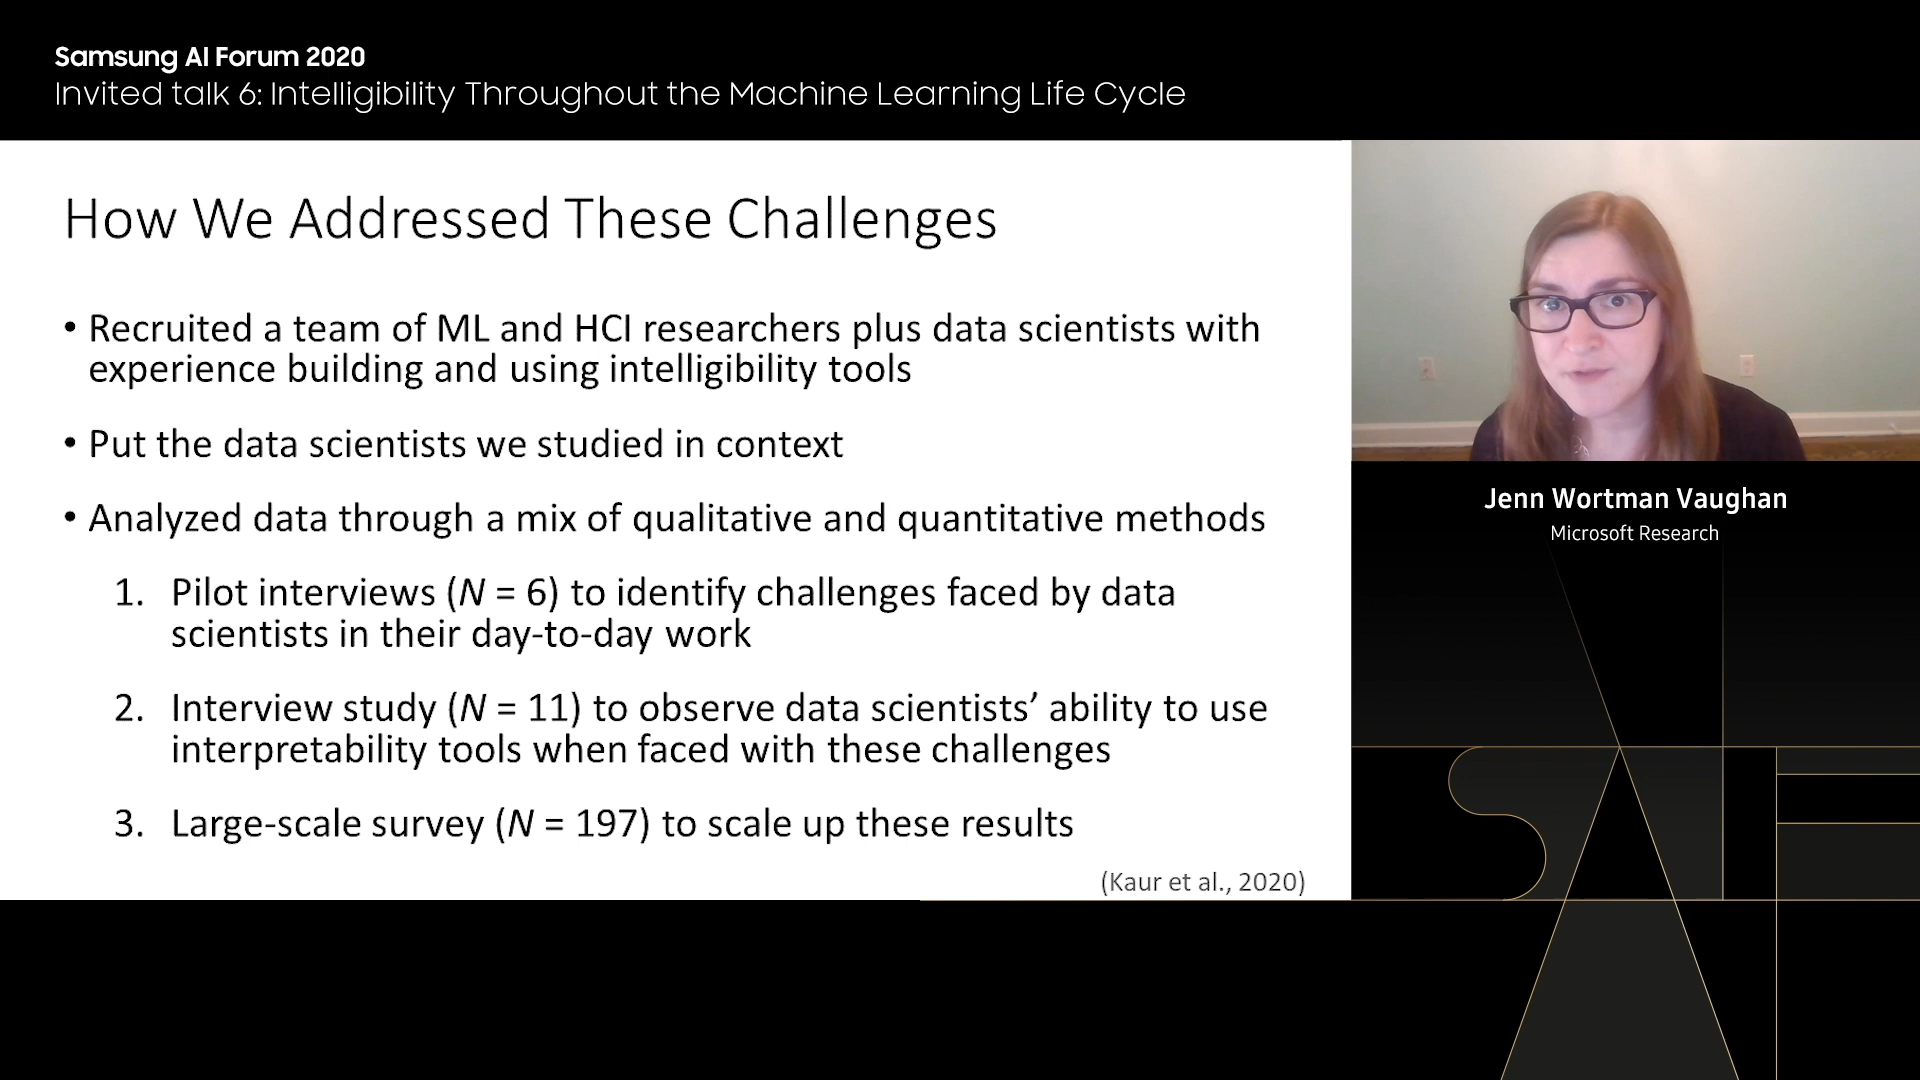 Samsung AI Forum 2020
Invited talk 6: Intelligibility Throughout the Machine Learning Life Cycle
How We Addressed These Challenges
• Recruited a team of ML and HCI researchers plus data scientists with
experience building and using intelligibility tools
• Put the data scientists we studied in context
• Analyzed data through a mix of qualitative and quantitative methods
1. Pilot interviews (N = 6) to identify challenges faced by data
scientists in their day-to-day work
2. Interview study (N = 11) to observe data scientists’ ability to use
interpretability tools when faced with these challenges
3. Large-scale survey (N = 197) to scale up these results
(Kaur et al., 2020)
Jenn Wortman Vaughan
Microsoft Research
SAIF